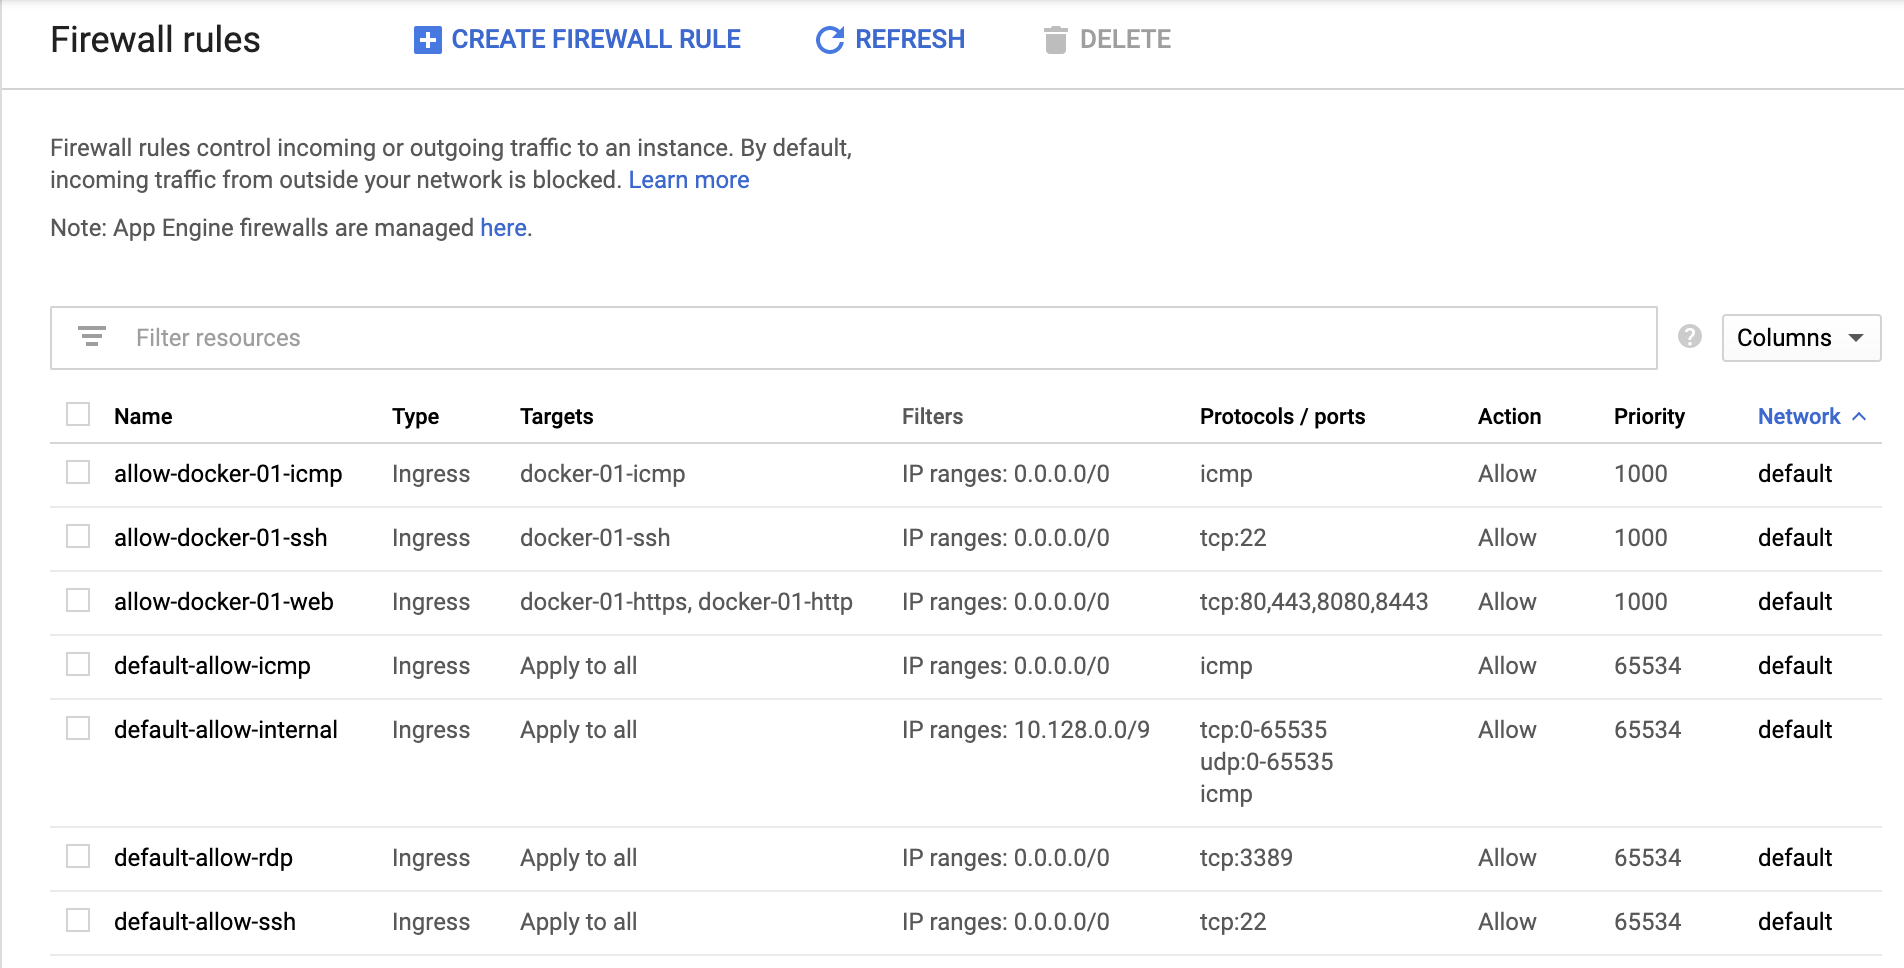 Firewall rules CREATE FIREWALL RULE REFRESH DELETE
Firewall rules control incoming or outgoing traffic to an instance. By default,
incoming traffic from outside your network is blocked. Learn more
Note: App Engine firewalls are managed here.
Filter resources ? Columns
Name Type Targets Filters Protocols / ports Action Priority Network
allow-docker-01-icmp Ingress docker-01-icmp IP ranges: 0.0.0.0/0 icmp Allow 1000 default
allow-docker-01-ssh Ingress docker-01-ssh IP ranges: 0.0.0.0/0 tcp:22 Allow 1000 default
allow-docker-01-web Ingress docker-01-https, docker-01-http IP ranges: 0.0.0.0/0 tcp:80,443,8080,8443 Allow 1000 default
default-allow-icmp Ingress Apply to all IP ranges: 0.0.0.0/0 icmp Allow 65534 default
default-allow-internal Ingress Apply to all IP ranges: 10.128.0.0/9 tcp:0-65535 Allow 65534 default
udp:0-65535
icmp
default-allow-rdp Ingress Apply to all IP ranges: 0.0.0.0/0 tcp:3389 Allow 65534 default
default-allow-ssh Ingress Apply to all IP ranges: 0.0.0.0/0 tcp:22 Allow 65534 default